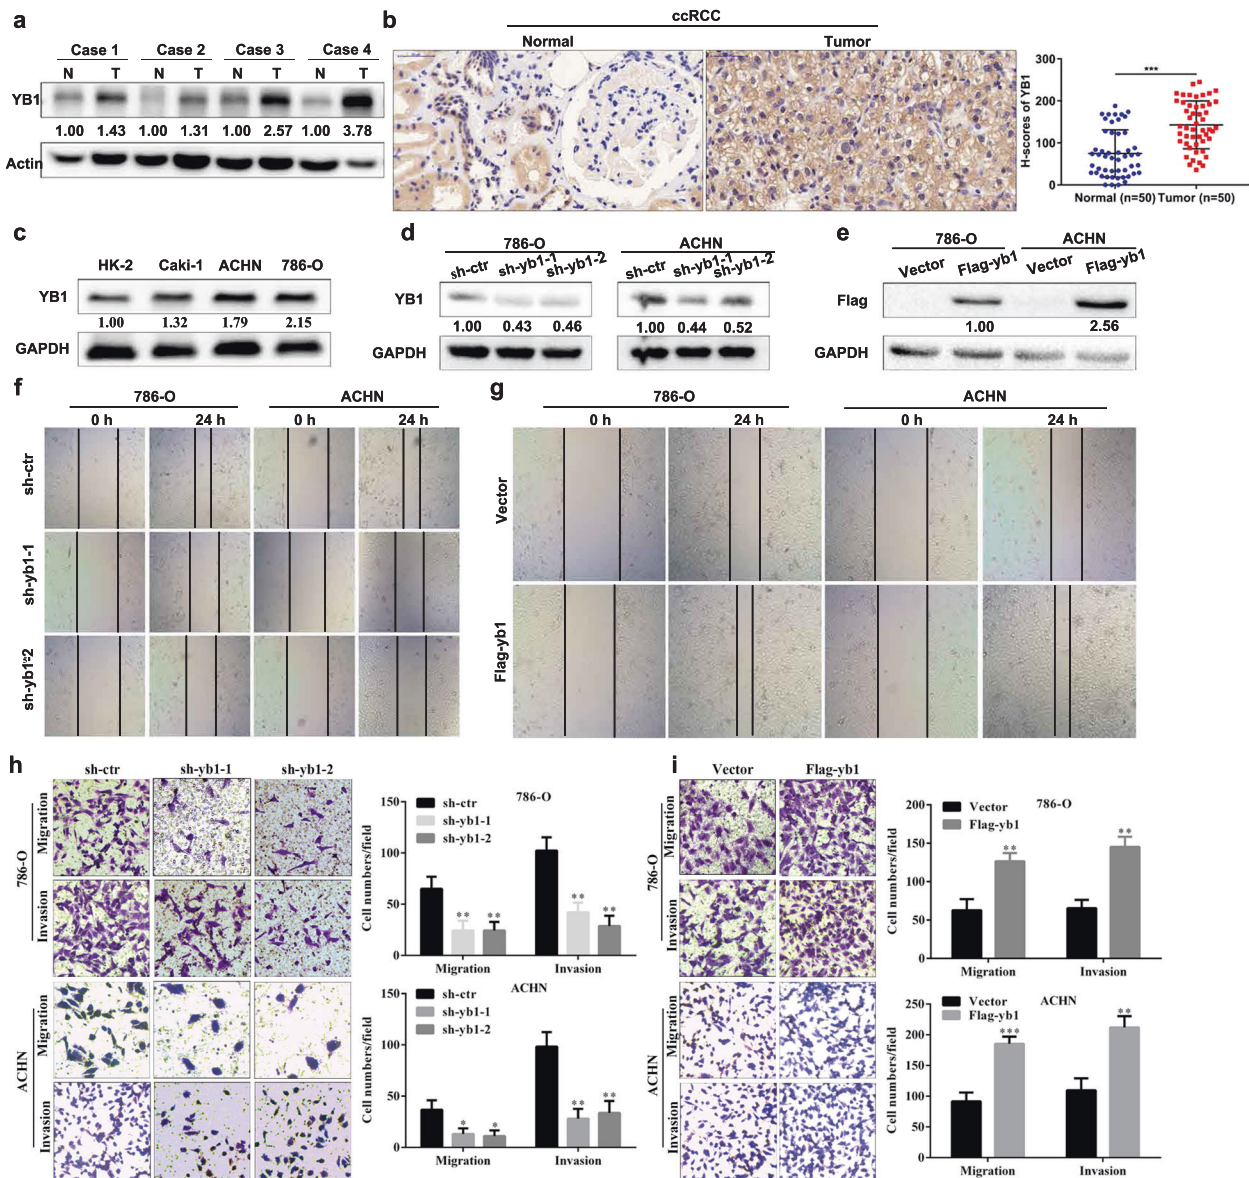 a
Case 1 Case 2 Case 3 Case 4
N T N T N T N T
YB1
1.00 1.43 1.00 1.31 1.00 2.57 1.00 3.78
Actin
b
ccRCC
Normal Tumor
H-scores of YB1
300
200
100
0
***
Normal (n=50) Tumor (n=50)
c
HK-2 Caki-1 ACHN 786-O
YB1
1.00 1.32 1.79 2.15
GAPDH
d
786-O ACHN
sh-ctr sh-yb1-1 sh-yb1-2 sh-ctr sh-yb1-1 sh-yb1-2
YB1
1.00 0.43 0.46 1.00 0.44 0.52
GAPDH
e
786-O ACHN
Vector Flag-yb1 Vector Flag-yb1
Flag
1.00 2.56
GAPDH
f
786-O ACHN
0 h 24 h 0 h 24 h
sh-ctr
sh-yb1-1
sh-yb1-2
g
786-O ACHN
0 h 24 h 0 h 24 h
Vector
Flag-yb1
h
sh-ctr sh-yb1-1 sh-yb1-2
786-O
Migration
Invasion
ACHN
Migration
Invasion
786-O
sh-ctr
sh-yb1-1
sh-yb1-2
Cell numbers/field
150
100
50
0
** ** ** **
Migration Invasion
ACHN
sh-ctr
sh-yb1-1
sh-yb1-2
Cell numbers/field
150
100
50
0
* * ** **
Migration Invasion
i
Vector Flag-yb1
786-O
Migration
Invasion
ACHN
Migration
Invasion
786-O
Vector
Flag-yb1
Cell numbers/field
200
150
100
50
0
** **
Migration Invasion
ACHN
Vector
Flag-yb1
Cell numbers/field
250
200
150
100
50
0
*** **
Migration Invasion